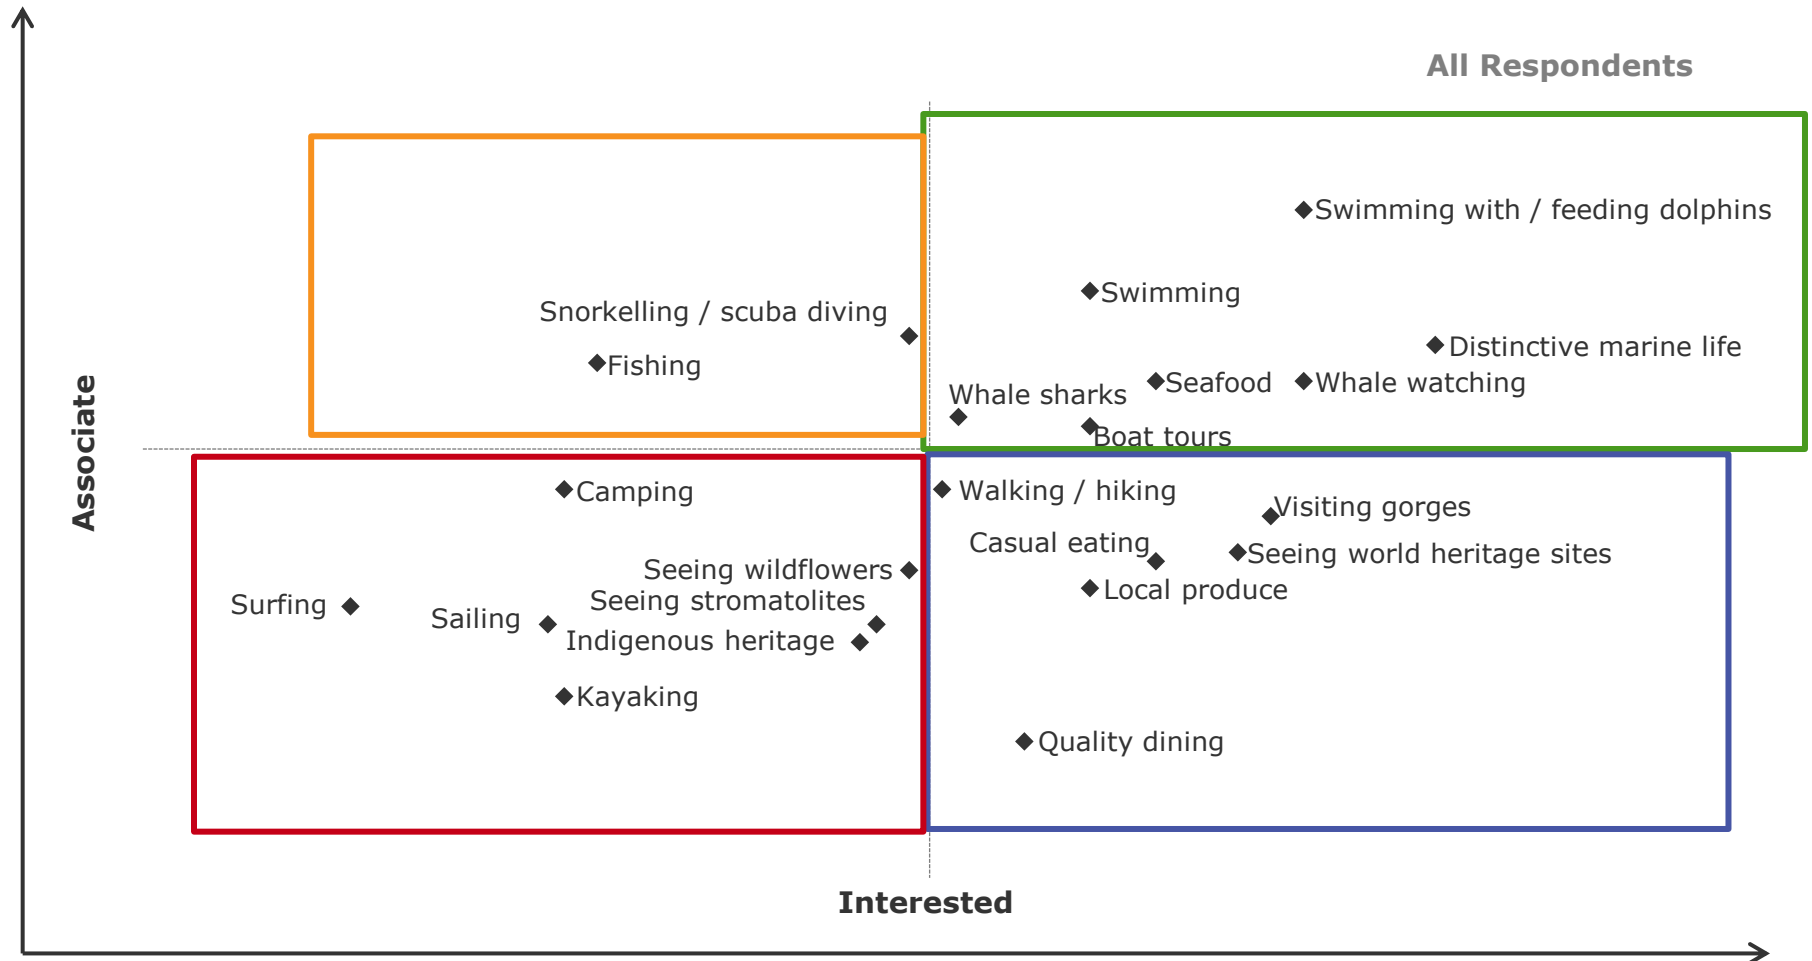 All Respondents
Swimming with / feeding dolphins
Swimming
Snorkelling / scuba diving
Distinctive marine life
Fishing
Seafood
Whale watching
Whale sharks
Boat tours
Associate
Camping
Walking / hiking
Visiting gorges
Casual eating
Seeing world heritage sites
Seeing wildflowers
Local produce
Seeing stromatolites
Surfing
Sailing
Indigenous heritage
Kayaking
Quality dining
Interested